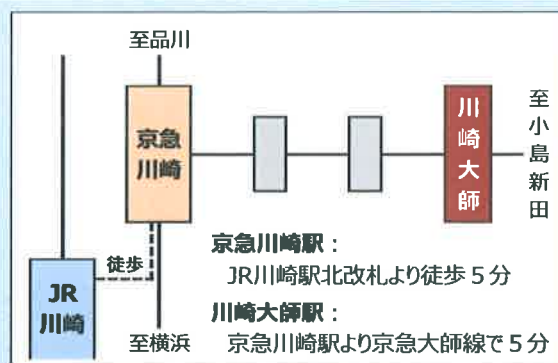 至品川
京急
川崎
川崎大師
至小島新田
徒歩
JR
川崎
至横浜
京急川崎駅：
JR川崎駅北改札より徒歩５分
川崎大師駅：
京急川崎駅より京急大師線で５分